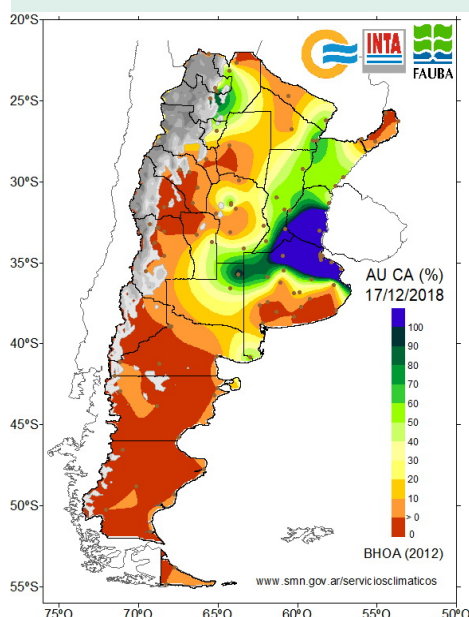 20°S
25°S
30°S
35°S
40°S
45°S
50°S
55°S
INTA
FAUBA
AU CA (%)
17/12/2018
100
90
80
70
60
50
40
30
20
10
> 0
0
BHOA (2012)
www.smn.gov.ar/serviciosclimaticos
75°O
70°O
65°O
60°O
55°O
50°O